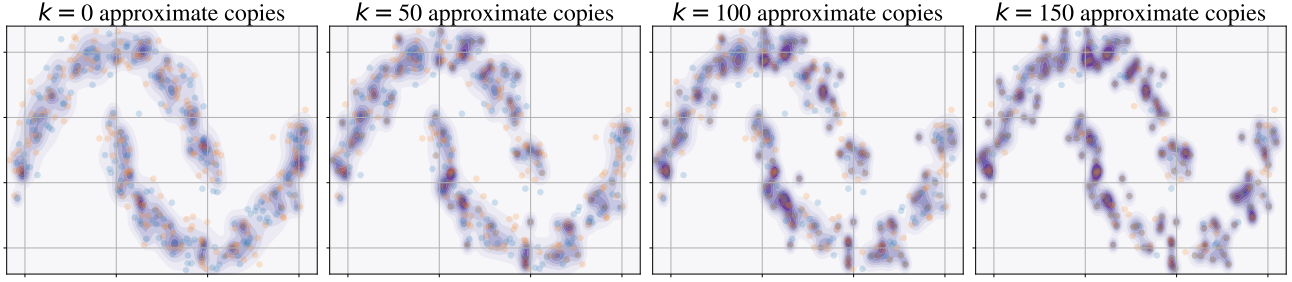 k = 0 approximate copies
k = 50 approximate copies
k = 100 approximate copies
k = 150 approximate copies